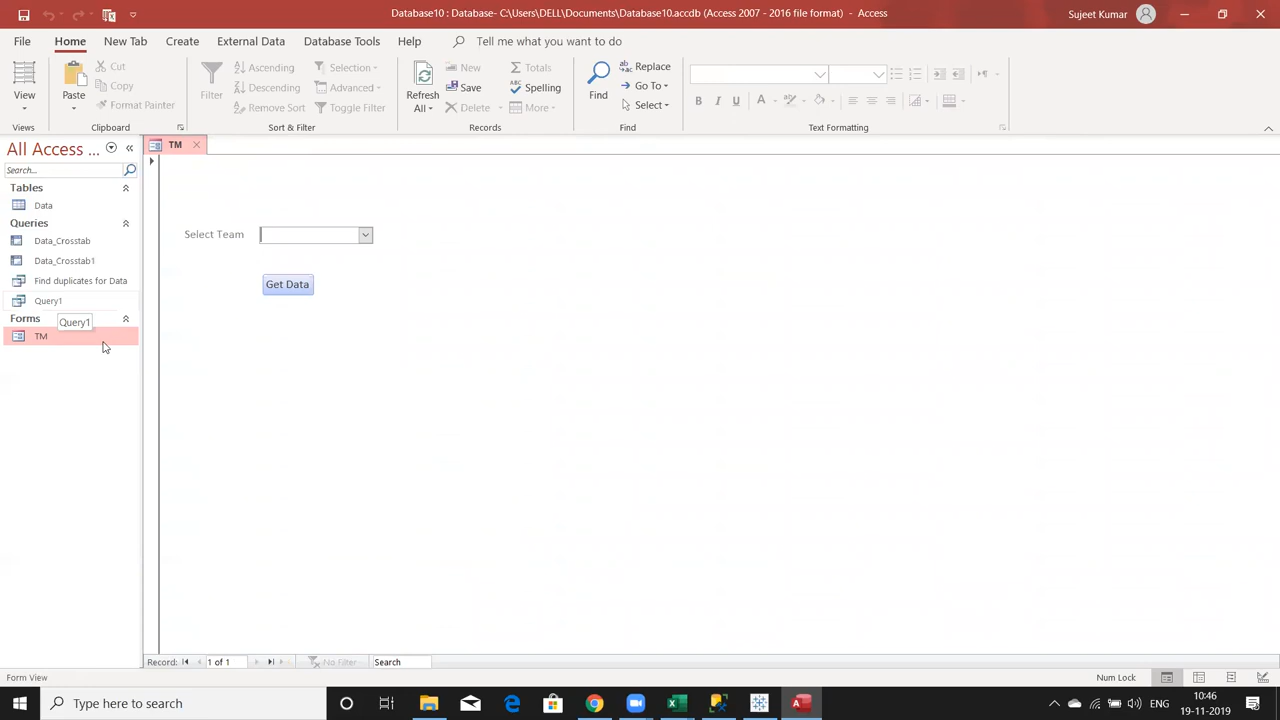 Database10 : Database- C:\Users\DELL\Documents\Database10.accdb (Access 2007 - 2016 file format) - Access
Sujeet Kumar
File Home New Tab Create External Data Database Tools Help Tell me what you want to do
View
Views
Paste
Cut
Copy
Format Painter
Clipboard
Filter
Ascending
Descending
Remove Sort
Selection
Advanced
Toggle Filter
Sort & Filter
Refresh
All
New
Save
Delete
Totals
Spelling
More
Records
Find
Replace
Go To
Select
Find
B I U A
Text Formatting
All Access ...
Search...
Tables
Data
Queries
Data_Crosstab
Data_Crosstab1
Find duplicates for Data
Query1
Forms
Query1
TM
TM
Select Team
Get Data
Record: 1 of 1 No Filter Search
Form View
Num Lock
Type here to search
ENG
10:46
19-11-2019